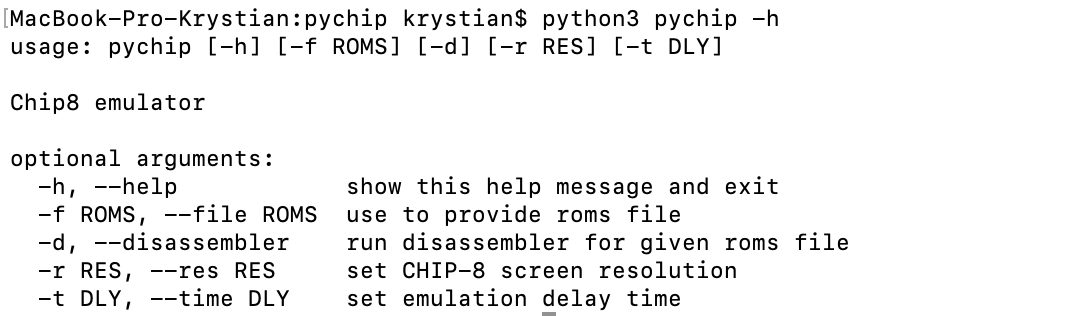 [MacBook-Pro-Krystian:pychip krystian$ python3 pychip -h
usage: pychip [-h] [-f ROMS] [-d] [-r RES] [-t DLY]
Chip8 emulator
optional arguments:
-h, --help show this help message and exit
-f ROMS, --file ROMS use to provide roms file
-d, --disassembler run disassembler for given roms file
-r RES, --res RES set CHIP-8 screen resolution
-t DLY, --time DLY set emulation delay time